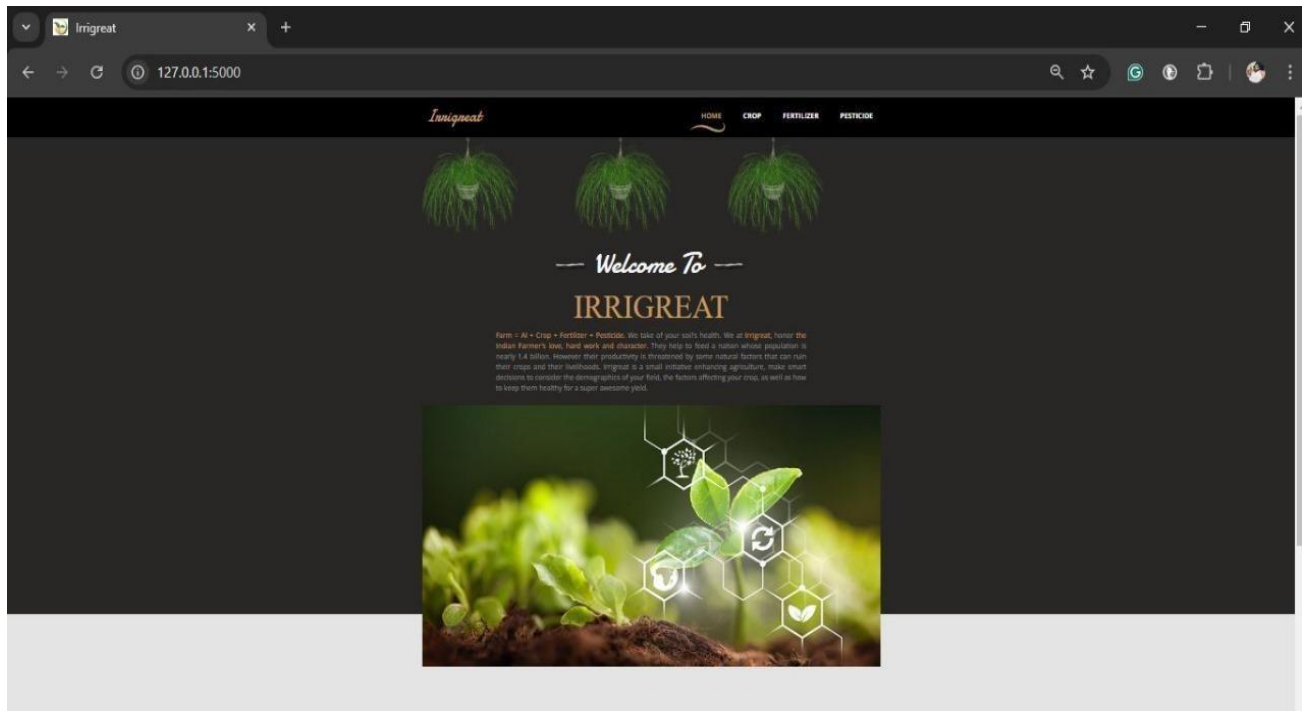 Irrigreat
127.0.0.1:5000
Irrigreat
HOME CROP FERTILIZER PESTICIDE
Welcome To
IRRIGREAT
Farm = AI + Crop + Fertilizer + Pesticide. We take of your soil's health. We at Irrigreat, honor the
Indian Farmer's love, hard work and character. They help to feed a nation whose population is
nearly 1.4 billion. However their productivity is threatened by some natural factors that can ruin
their crops and their livelihoods. Irrigreat is a small initiative enhancing agriculture, make smart
decisions to consider the demographics of your field, the factors affecting your crop, as well as how
to keep them healthy for a super awesome yield.